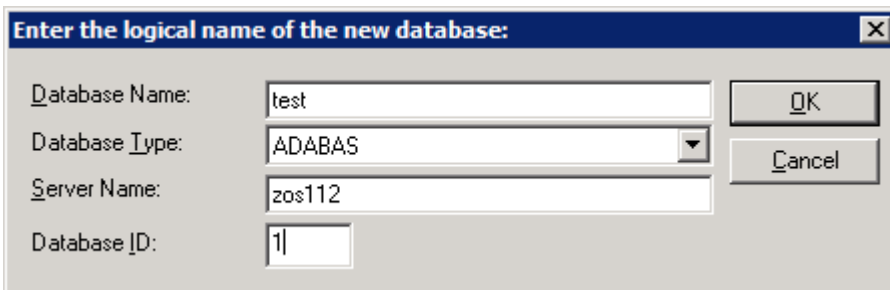 Enter the logical name of the new database:
Database Name: test
OK
Database Type: ADABAS
Cancel
Server Name: zos112
Database ID: 1